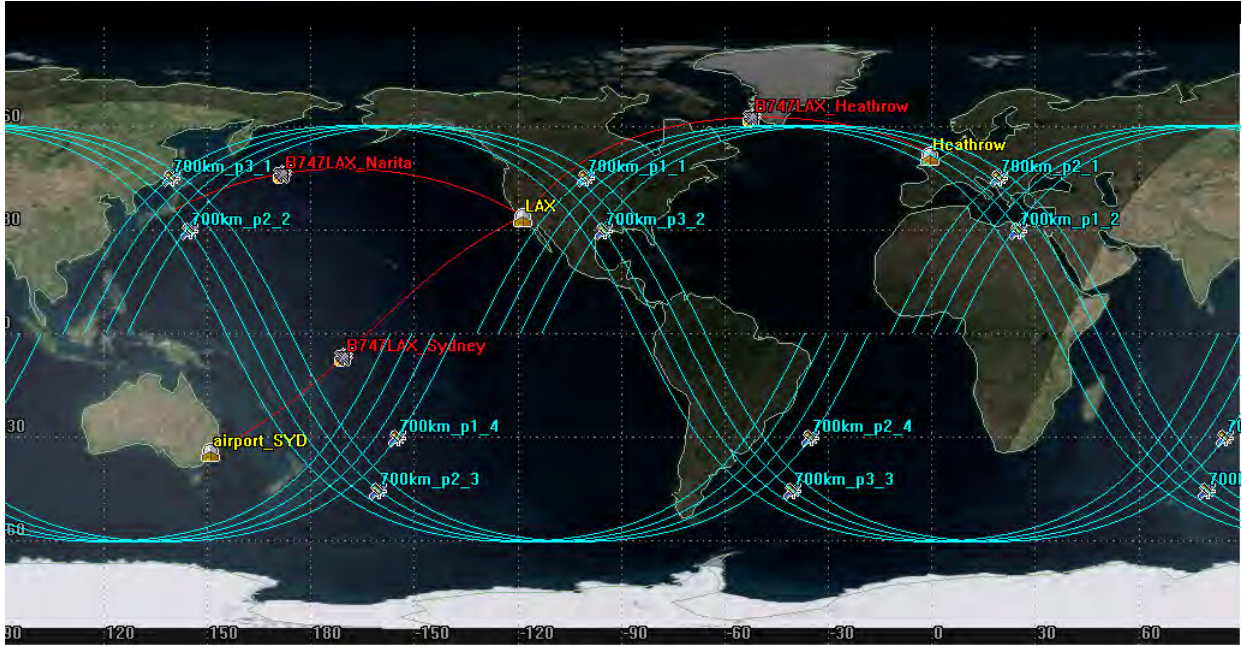 60
B747LAX_Heathrow
Heathrow
700km_p3_1
B747LAX_Narita
700km_p1_1
700km_p2_1
LAX
700km_p2_2
700km_p3_2
700km_p1_2
30
0
B747LAX_Sydney
700km_p1_4
700km_p2_4
airport_SYD
-30
700km_p2_3
700km_p3_3
-60
90 120 150 180 -150 -120 -90 -60 -30 0 30 60